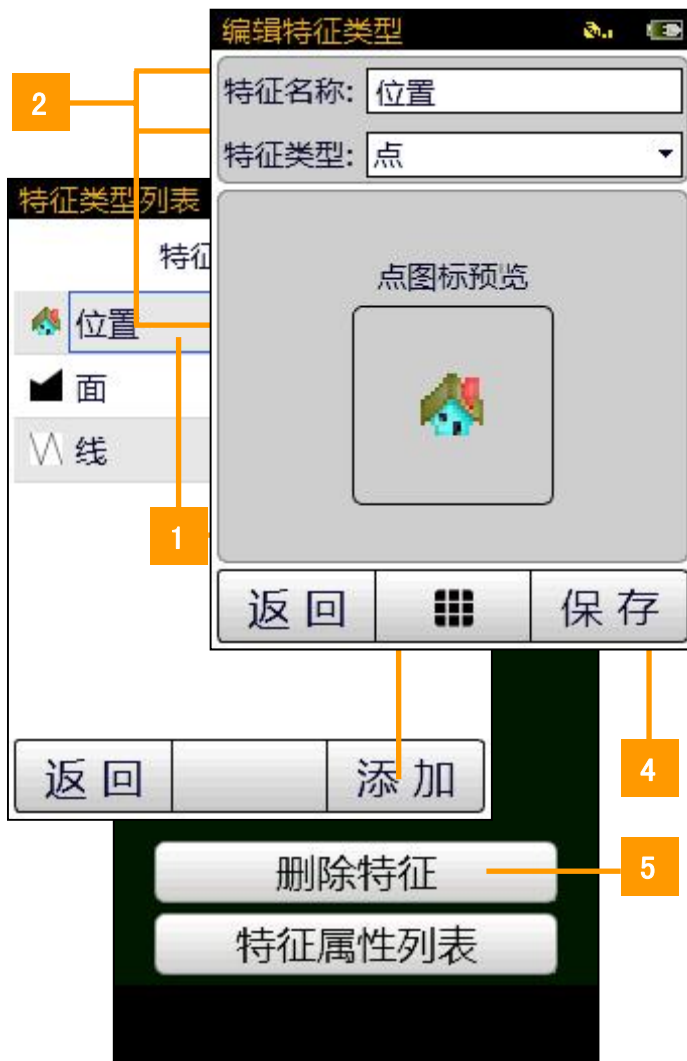 编辑特征类型
特征名称: 位置
特征类型: 点
点图标预览
返回 保存
特征类型列表
特征
位置
面
线
返回 添加
删除特征
特征属性列表
2
1
4
5